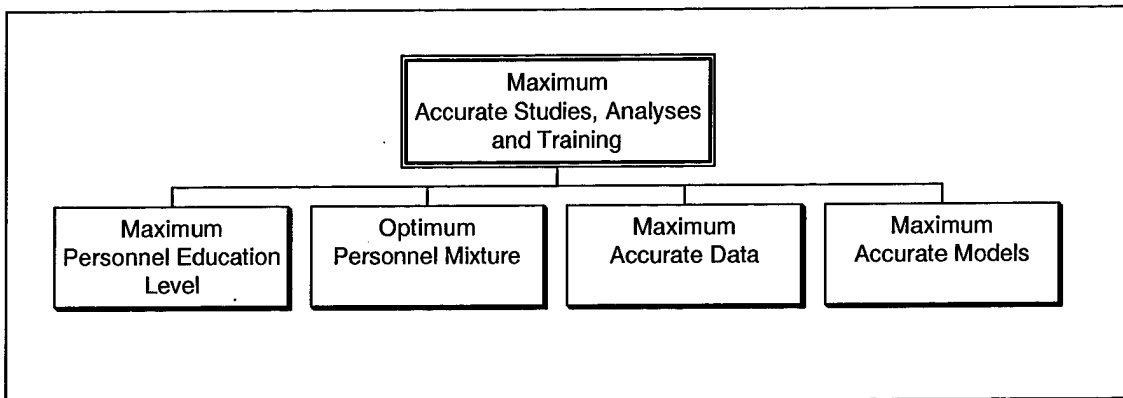 Maximum
Accurate Studies, Analyses
and Training
Maximum
Personnel Education
Level
Optimum
Personnel Mixture
Maximum
Accurate Data
Maximum
Accurate Models